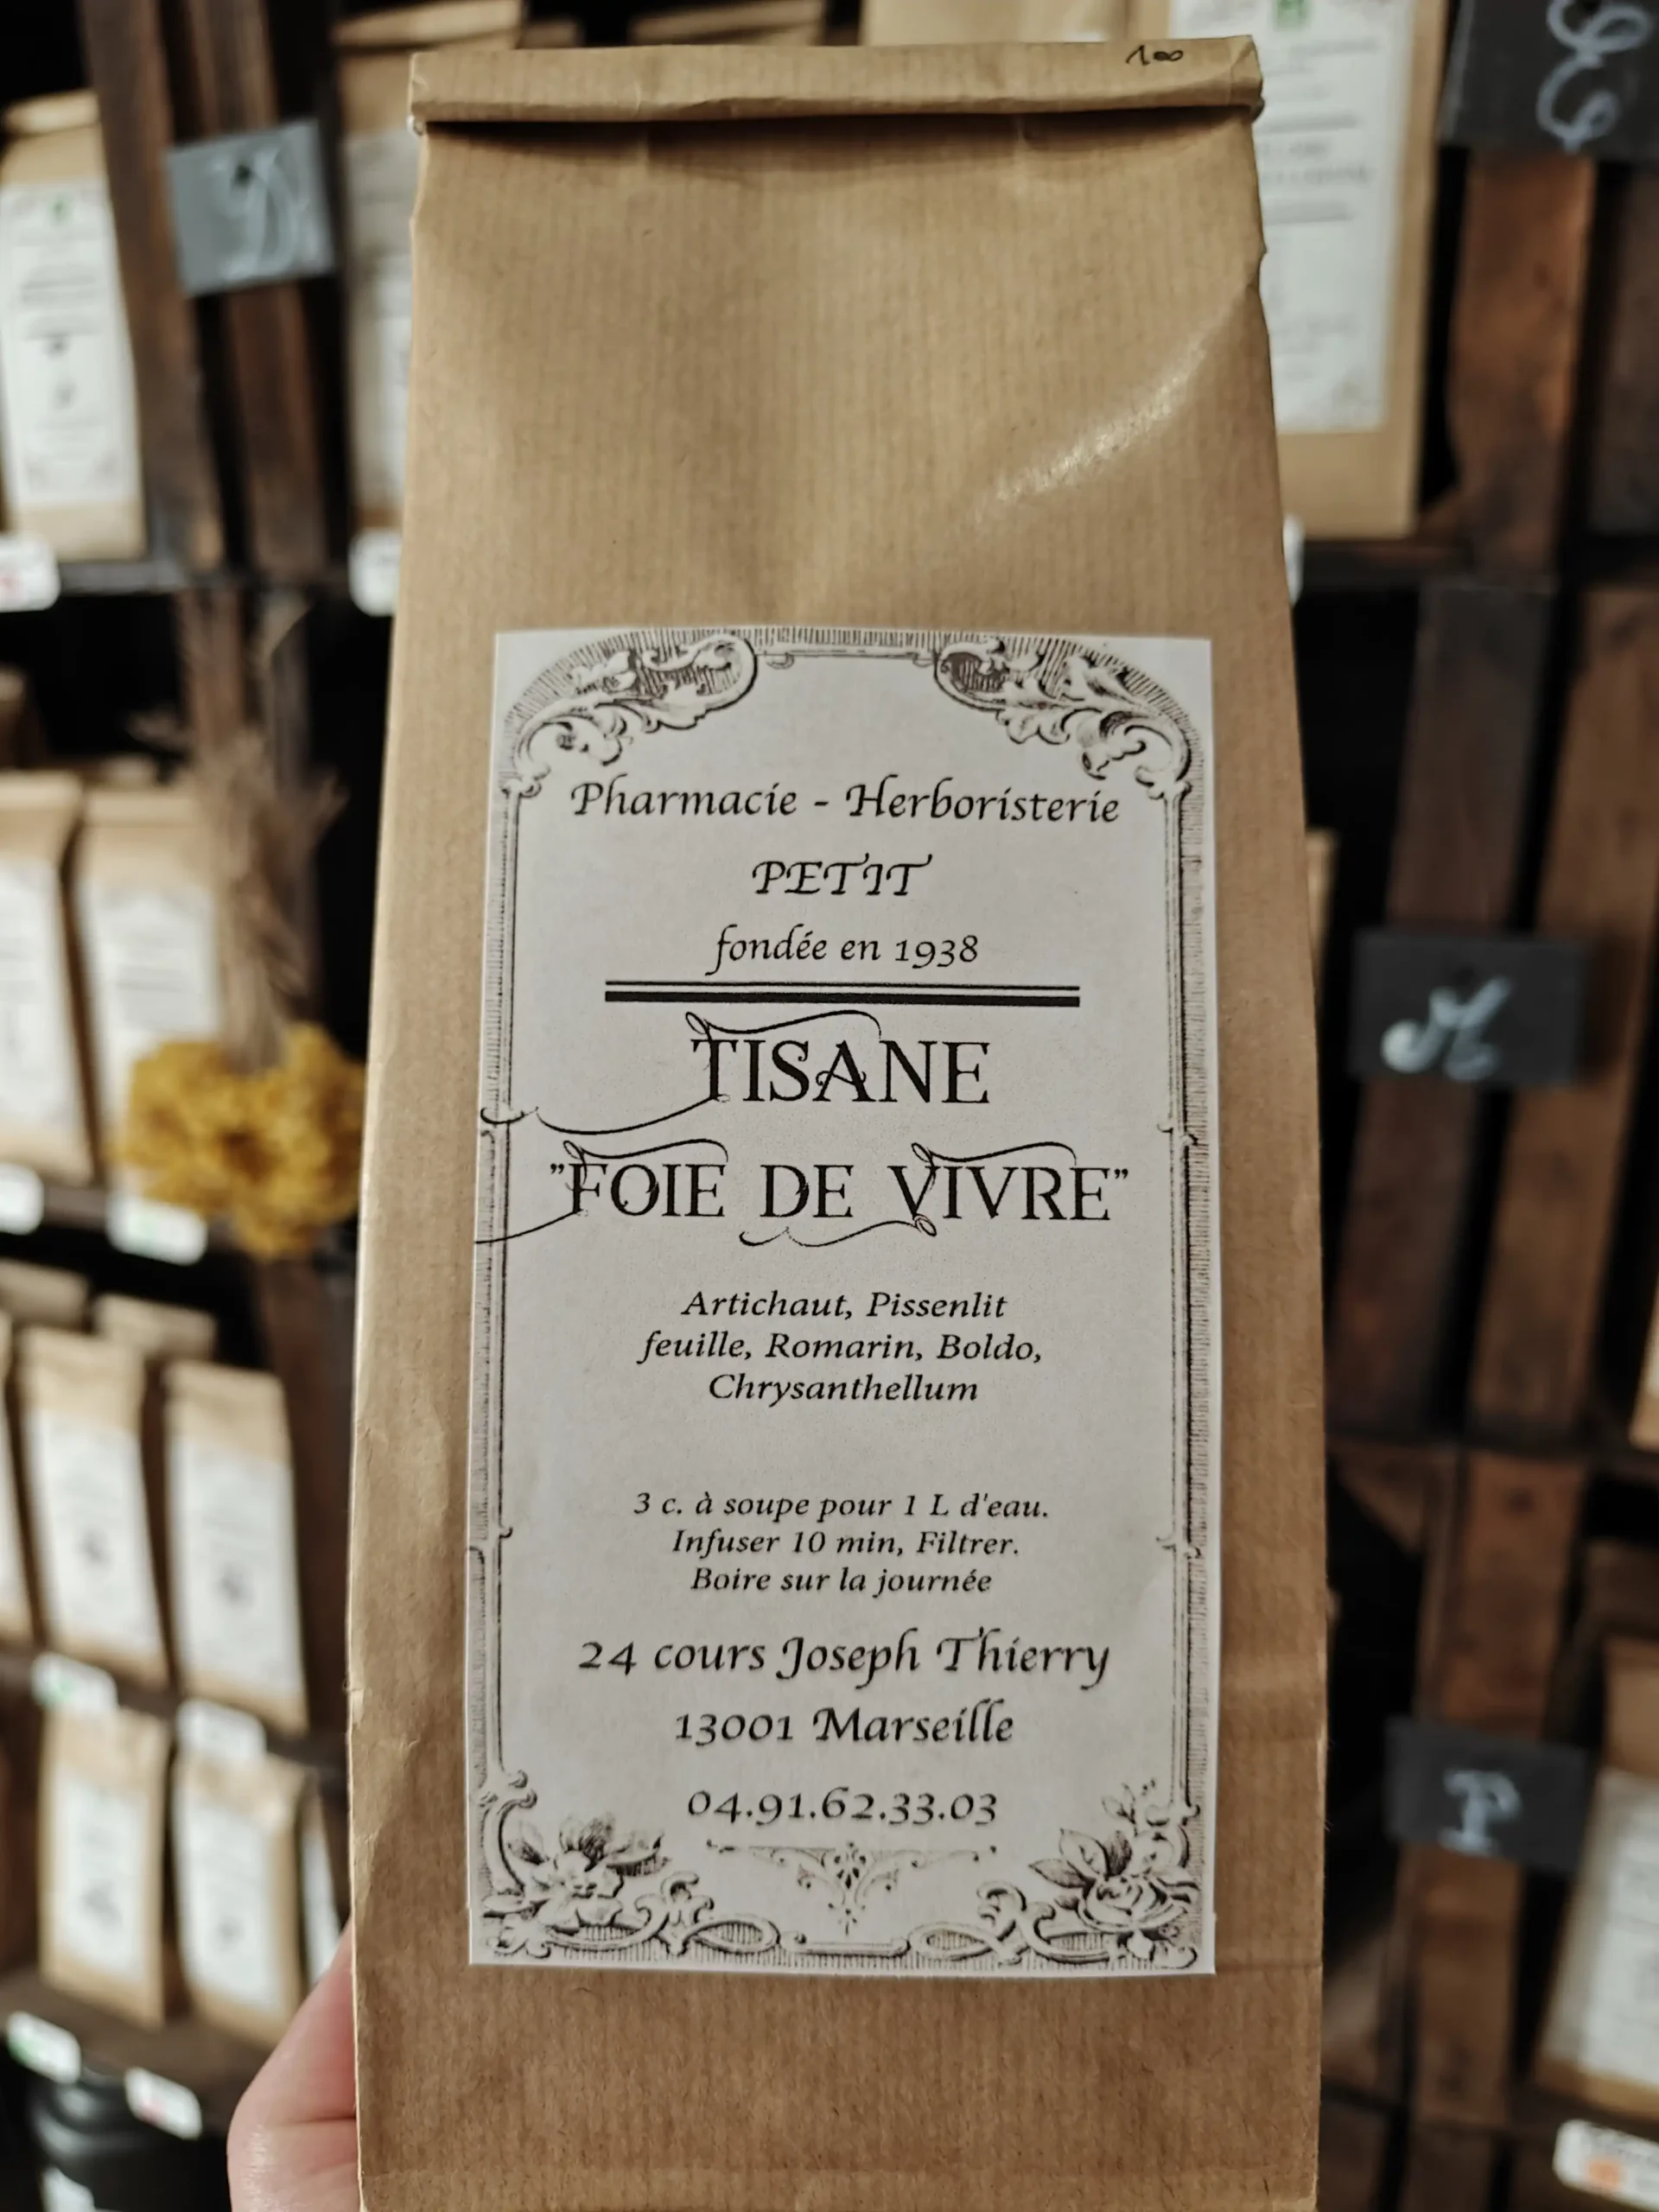 100
Pharmacie - Herboristerie
PETIT
fondée en 1938
TISANE
"FOIE DE VIVRE"
Artichaut, Pissenlit
feuille, Romarin, Boldo,
Chrysanthellum
3 c. à soupe pour 1 L d'eau.
Infuser 10 min, Filtrer.
Boire sur la journée
24 cours Joseph Thierry
13001 Marseille
04.91.62.33.03
D
M
P